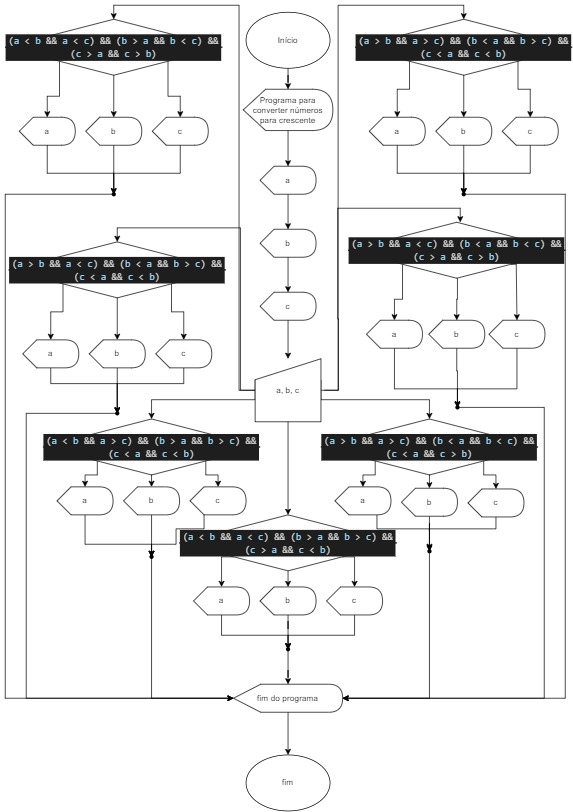 Início
(a < b && a < c) && (b > a && b < c) &&
(c > a && c > b)
(a > b && a > c) && (b < a && b > c) &&
(c < a && c < b)
Programa para
converter números
para crescente
a
b
c
a
b
c
a
b
c
(a > b && a < c) && (b < a && b < c) &&
(c > a && c > b)
(a > b && a < c) && (b < a && b > c) &&
(c < a && c < b)
a
b
c
a
b
c
a, b, c
(a < b && a > c) && (b > a && b > c) &&
(c < a && c < b)
(a > b && a > c) && (b < a && b < c) &&
(c < a && c > b)
a
b
c
a
b
c
(a < b && a < c) && (b > a && b > c) &&
(c > a && c < b)
a
b
c
fim do programa
fim